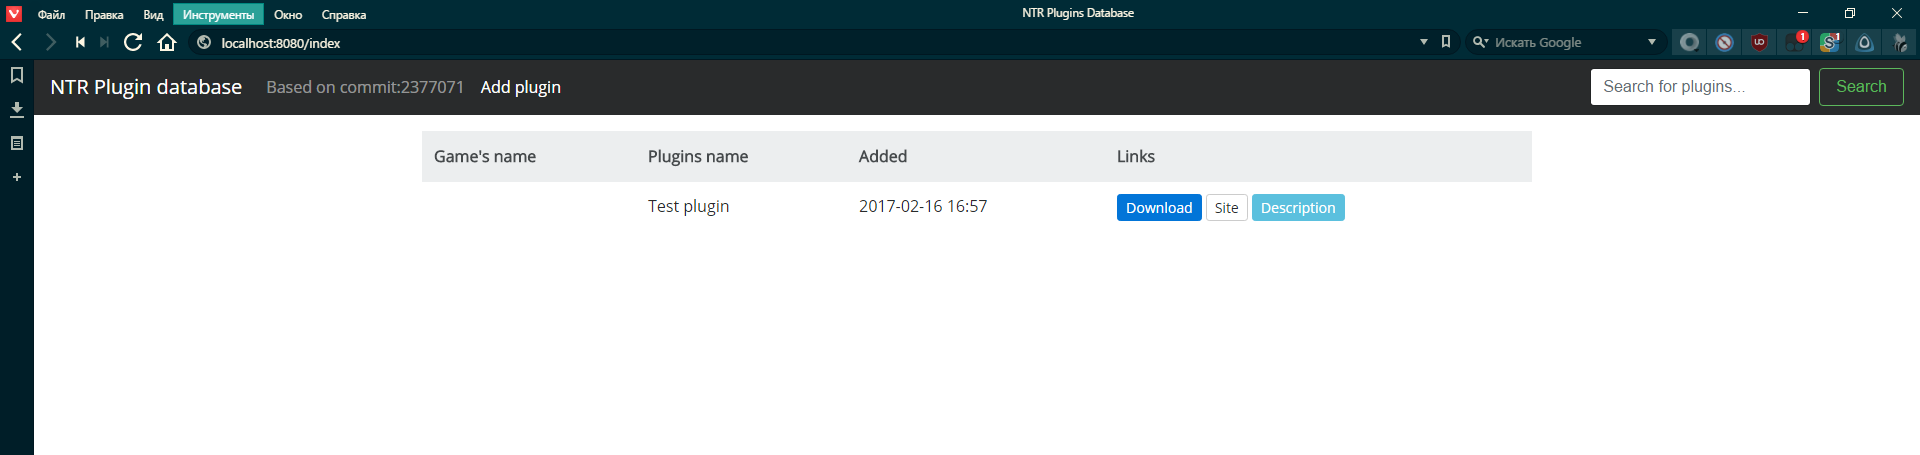 Файл Правка Вид Инструменты Окно Справка NTR Plugins Database
localhost:8080/index Искать Google 1 1
NTR Plugin database Based on commit:2377071 Add plugin Search for plugins... Search
Game's name Plugins name Added Links
Test plugin 2017-02-16 16:57 Download Site Description